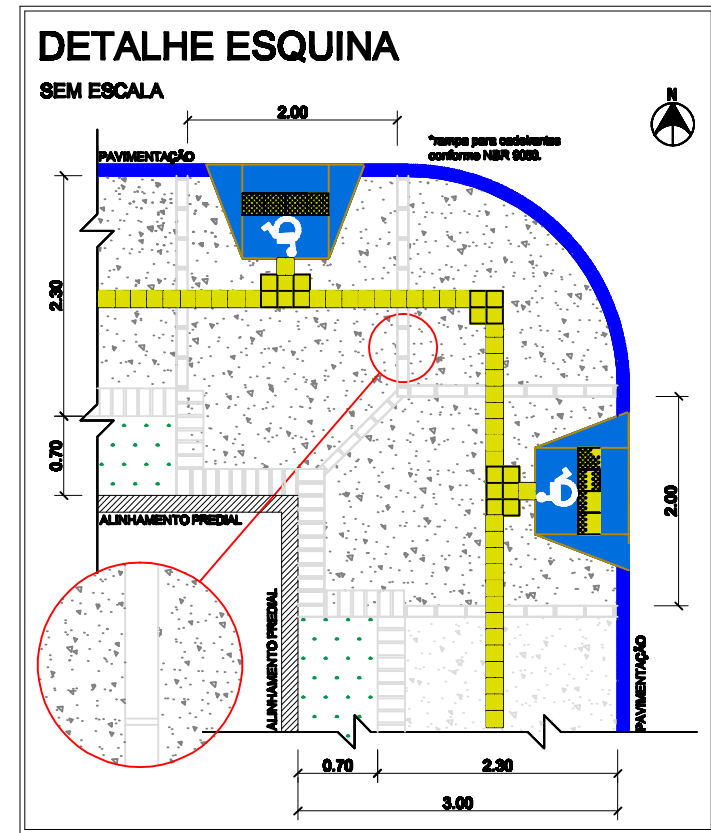 DETALHE ESQUINA
SEM ESCALA
N
2.00
*rampa para cadeirantes
conforme NBR 9050.
PAVIMENTAÇÃO
2.30
0.70
2.00
ALINHAMENTO PREDIAL
ALINHAMENTO PREDIAL
PAVIMENTAÇÃO
0.70
2.30
3.00